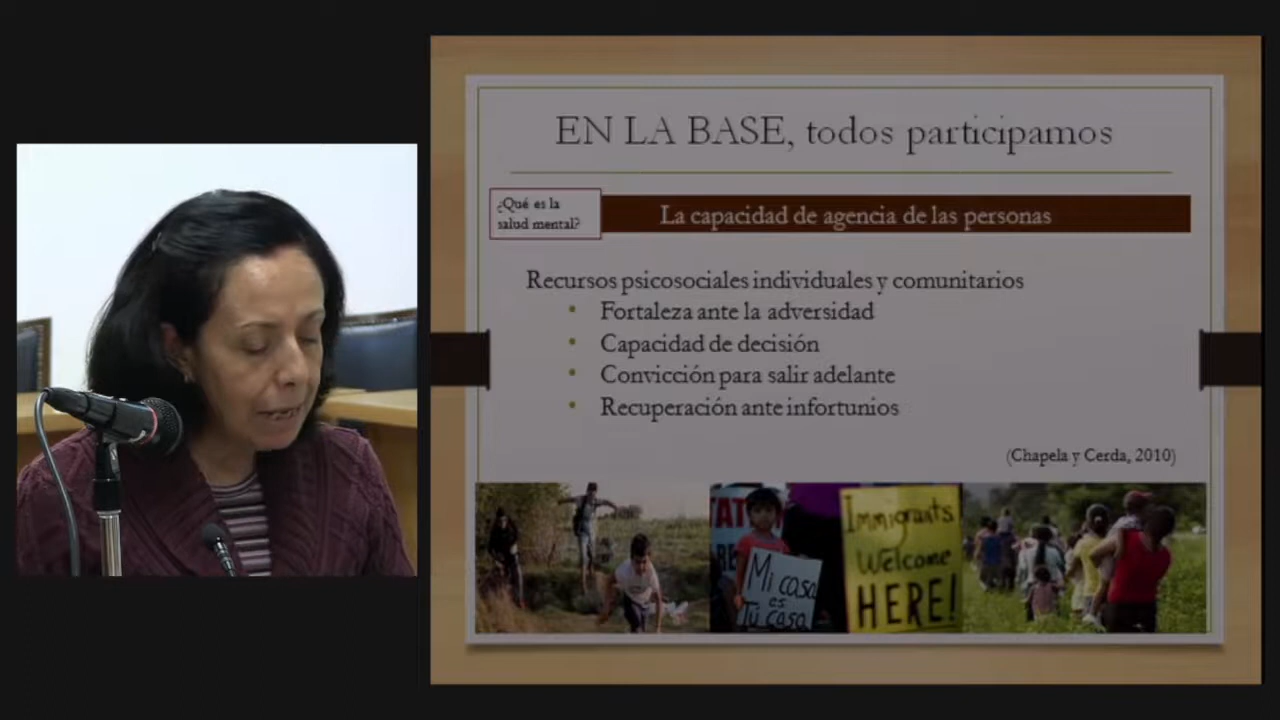 EN LA BASE, todos participamos
¿Qué es la
salud mental?
La capacidad de agencia de las personas
Recursos psicosociales individuales y comunitarios
• Fortaleza ante la adversidad
• Capacidad de decisión
• Convicción para salir adelante
• Recuperación ante infortunios
(Chapela y Cerda, 2010)
Mi casa
es
Tú casa
Immigrants
Welcome
HERE!